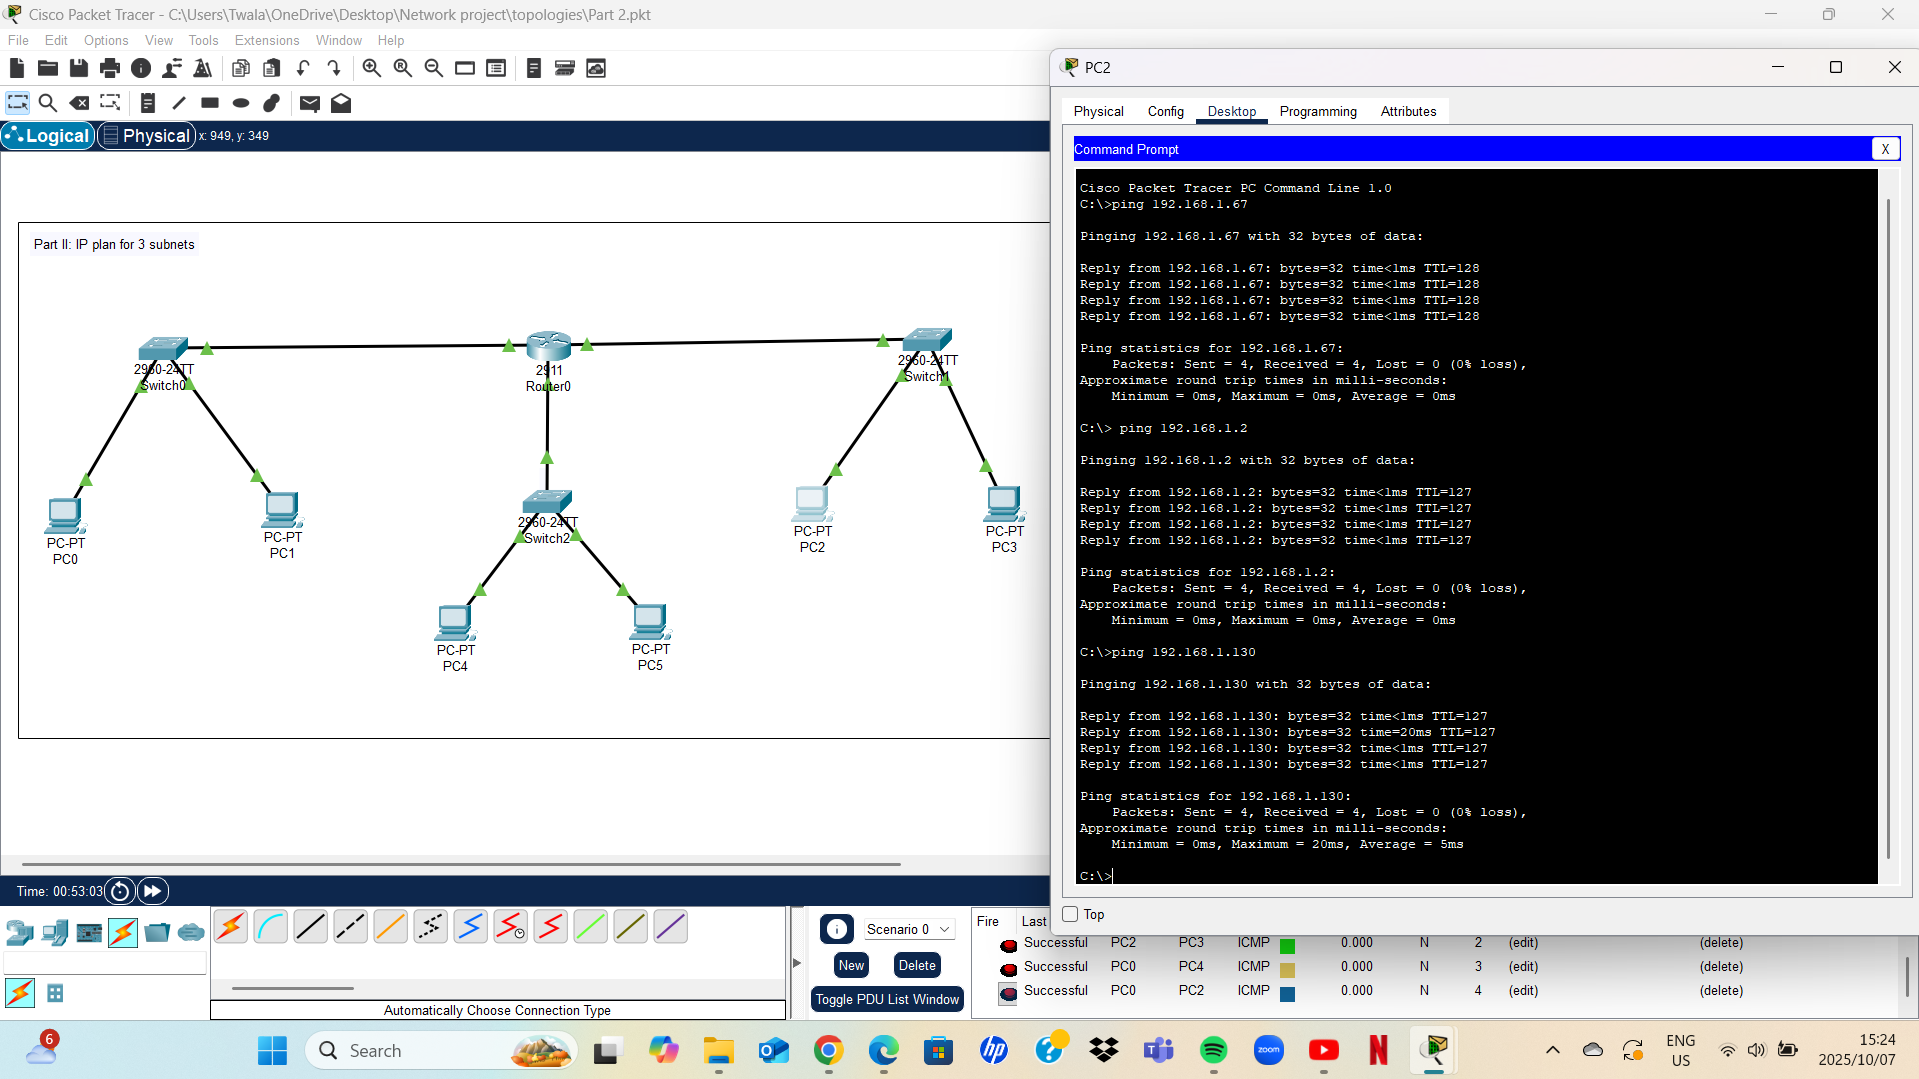 Cisco Packet Tracer - C:\Users\Twala\OneDrive\Desktop\Network project\topologies\Part 2.pkt
File Edit Options View Tools Extensions Window Help
Logical Physical x: 949, y: 349
Part II: IP plan for 3 subnets
2960-24TT
Switch0
2911
Router0
2960-24TT
Switch1
PC-PT
PC0
PC-PT
PC1
2960-24TT
Switch2
PC-PT
PC2
PC-PT
PC3
PC-PT
PC4
PC-PT
PC5
PC2
Physical Config Desktop Programming Attributes
Command Prompt
X
Cisco Packet Tracer PC Command Line 1.0
C:\>ping 192.168.1.67
Pinging 192.168.1.67 with 32 bytes of data:
Reply from 192.168.1.67: bytes=32 time<1ms TTL=128
Reply from 192.168.1.67: bytes=32 time<1ms TTL=128
Reply from 192.168.1.67: bytes=32 time<1ms TTL=128
Reply from 192.168.1.67: bytes=32 time<1ms TTL=128
Ping statistics for 192.168.1.67:
Packets: Sent = 4, Received = 4, Lost = 0 (0% loss),
Approximate round trip times in milli-seconds:
Minimum = 0ms, Maximum = 0ms, Average = 0ms
C:\> ping 192.168.1.2
Pinging 192.168.1.2 with 32 bytes of data:
Reply from 192.168.1.2: bytes=32 time<1ms TTL=127
Reply from 192.168.1.2: bytes=32 time<1ms TTL=127
Reply from 192.168.1.2: bytes=32 time<1ms TTL=127
Reply from 192.168.1.2: bytes=32 time<1ms TTL=127
Ping statistics for 192.168.1.2:
Packets: Sent = 4, Received = 4, Lost = 0 (0% loss),
Approximate round trip times in milli-seconds:
Minimum = 0ms, Maximum = 0ms, Average = 0ms
C:\>ping 192.168.1.130
Pinging 192.168.1.130 with 32 bytes of data:
Reply from 192.168.1.130: bytes=32 time<1ms TTL=127
Reply from 192.168.1.130: bytes=32 time=20ms TTL=127
Reply from 192.168.1.130: bytes=32 time<1ms TTL=127
Reply from 192.168.1.130: bytes=32 time<1ms TTL=127
Ping statistics for 192.168.1.130:
Packets: Sent = 4, Received = 4, Lost = 0 (0% loss),
Approximate round trip times in milli-seconds:
Minimum = 0ms, Maximum = 20ms, Average = 5ms
C:\>
Top
Time: 00:53:03
Automatically Choose Connection Type
Scenario 0
New Delete
Toggle PDU List Window
Fire Last
Successful PC2 PC3 ICMP 0.000 N 2 (edit) (delete)
Successful PC0 PC4 ICMP 0.000 N 3 (edit) (delete)
Successful PC0 PC2 ICMP 0.000 N 4 (edit) (delete)
6
Search
hp
zoom
N
ENG
US
15:24
2025/10/07